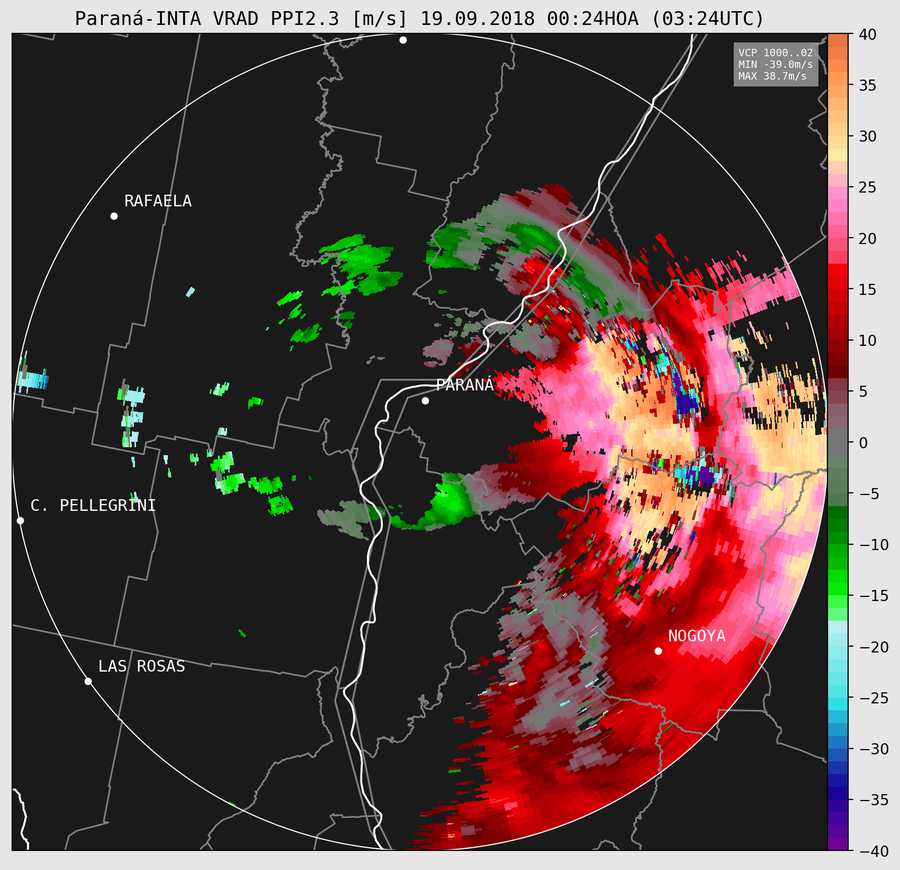 Paraná-INTA VRAD PPI2.3 [m/s] 19.09.2018 00:24HOA (03:24UTC)
VCP 1000..02
MIN -39.0m/s
MAX 38.7m/s
RAFAELA
PARANÁ
C. PELLEGRINI
NOGOYA
LAS ROSAS
40
35
30
25
20
15
10
5
0
−5
−10
−15
−20
−25
−30
−35
−40